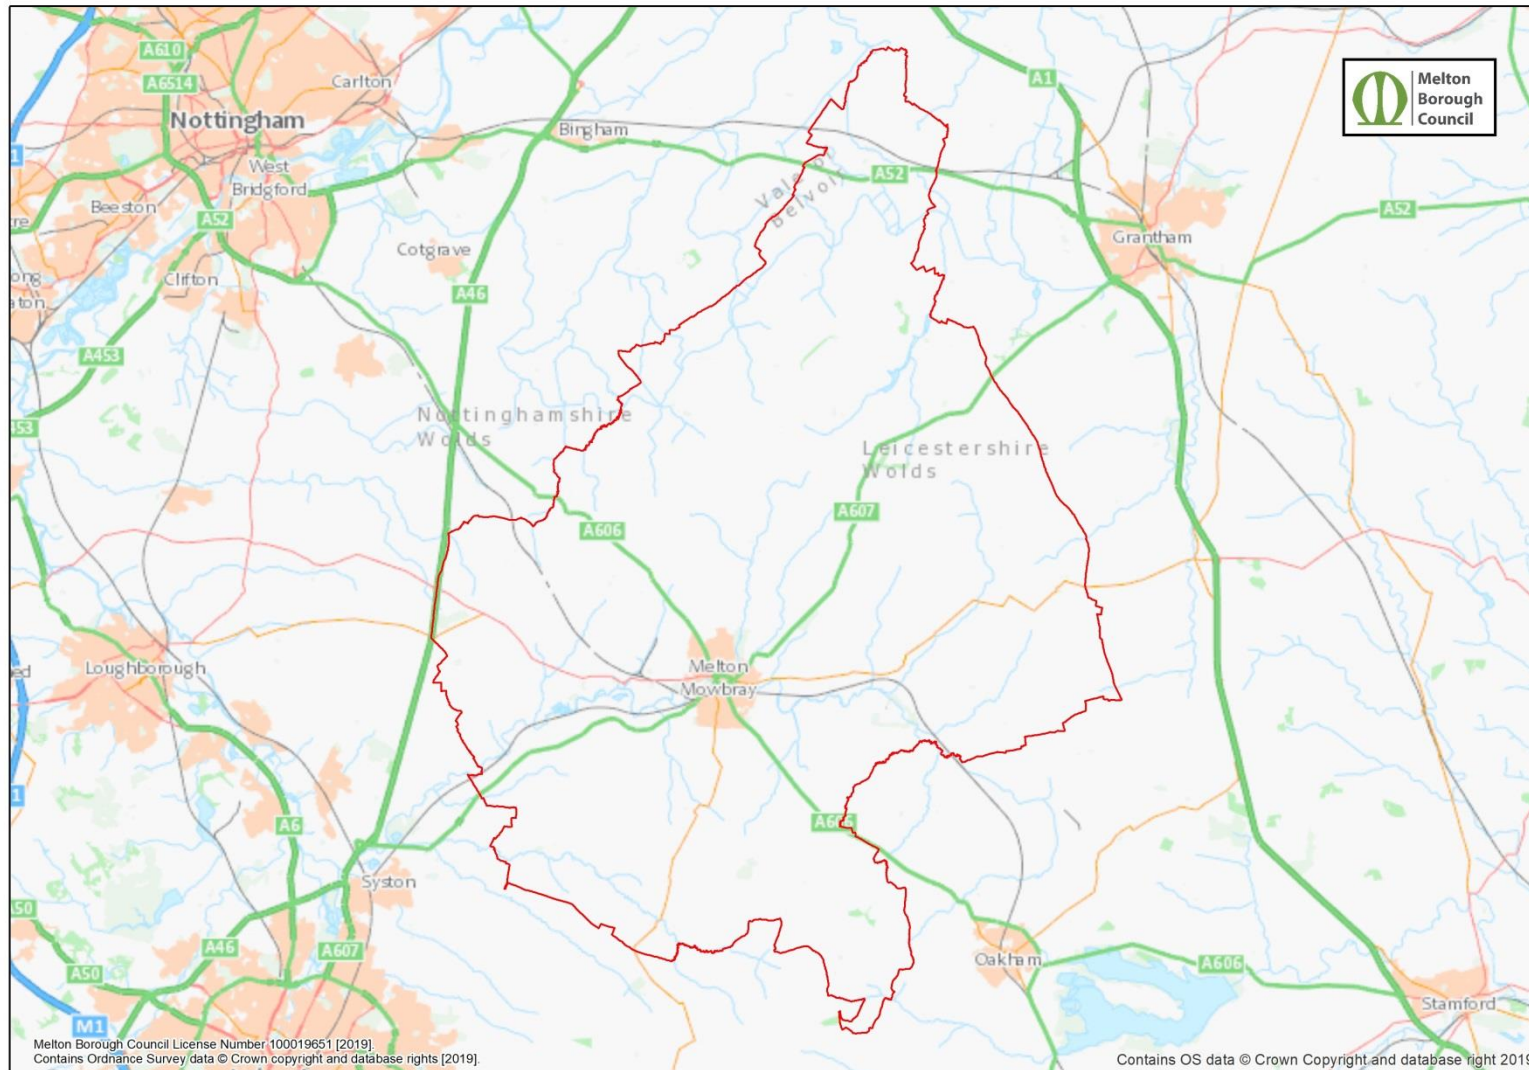 A610
A6514
Carlton
A1
Melton
Borough
Council
Nottingham
Bingham
West
Bridgford
Vale of
Belvoir
A52
Beeston
A52
A52
Grantham
Cotgrave
Clifton
A46
A453
Nottinghamshire
Wolds
Leicestershire
Wolds
A606
A607
Loughborough
Melton
Mowbray
A6
A606
Syston
A46
A607
A50
Oakham
A606
Stamford
M1
Melton Borough Council License Number 100019651 [2019].
Contains Ordnance Survey data © Crown copyright and database rights [2019].
Contains OS data © Crown Copyright and database right 2019